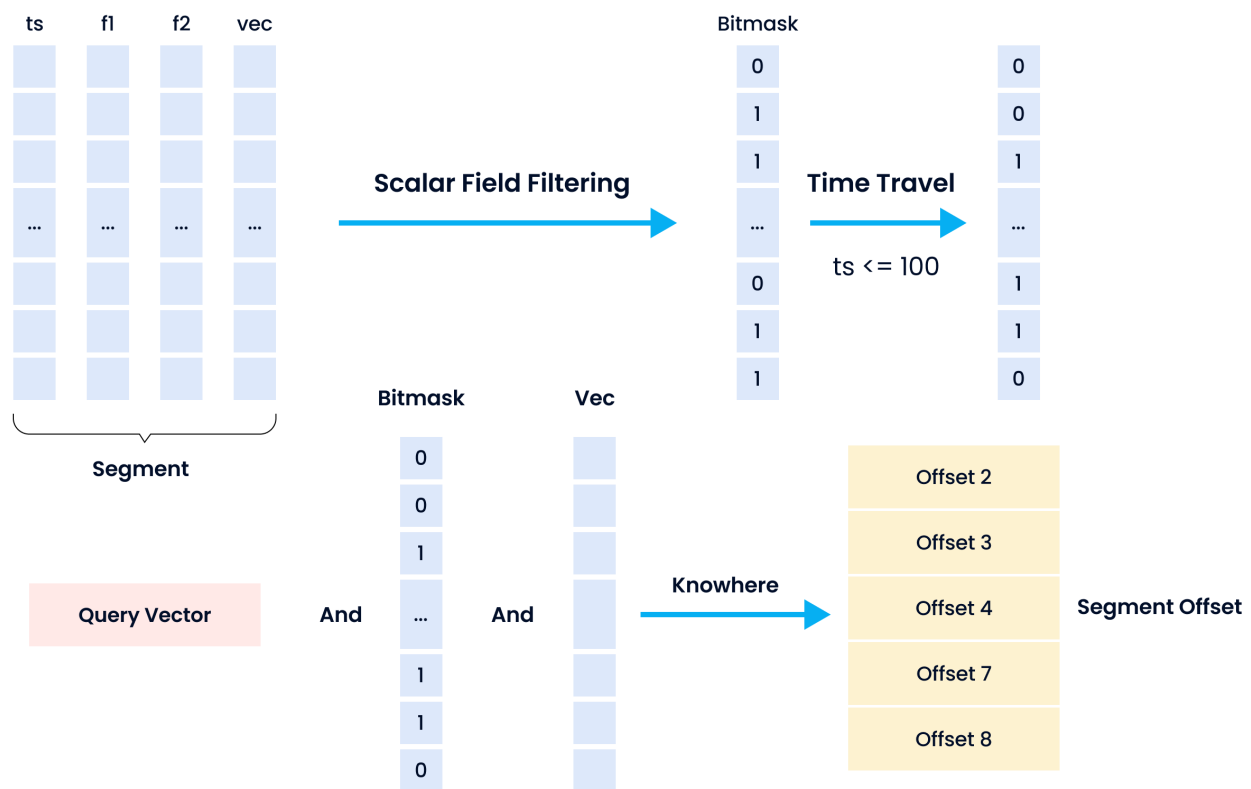 ts f1 f2 vec
... ... ... ...
Segment
Scalar Field Filtering
Bitmask
0
1
1
...
0
1
1
Time Travel
ts <= 100
0
0
1
...
1
1
0
Query Vector
And
Bitmask
0
0
1
...
1
1
0
And
Vec
Knowhere
Offset 2
Offset 3
Offset 4
Offset 7
Offset 8
Segment Offset